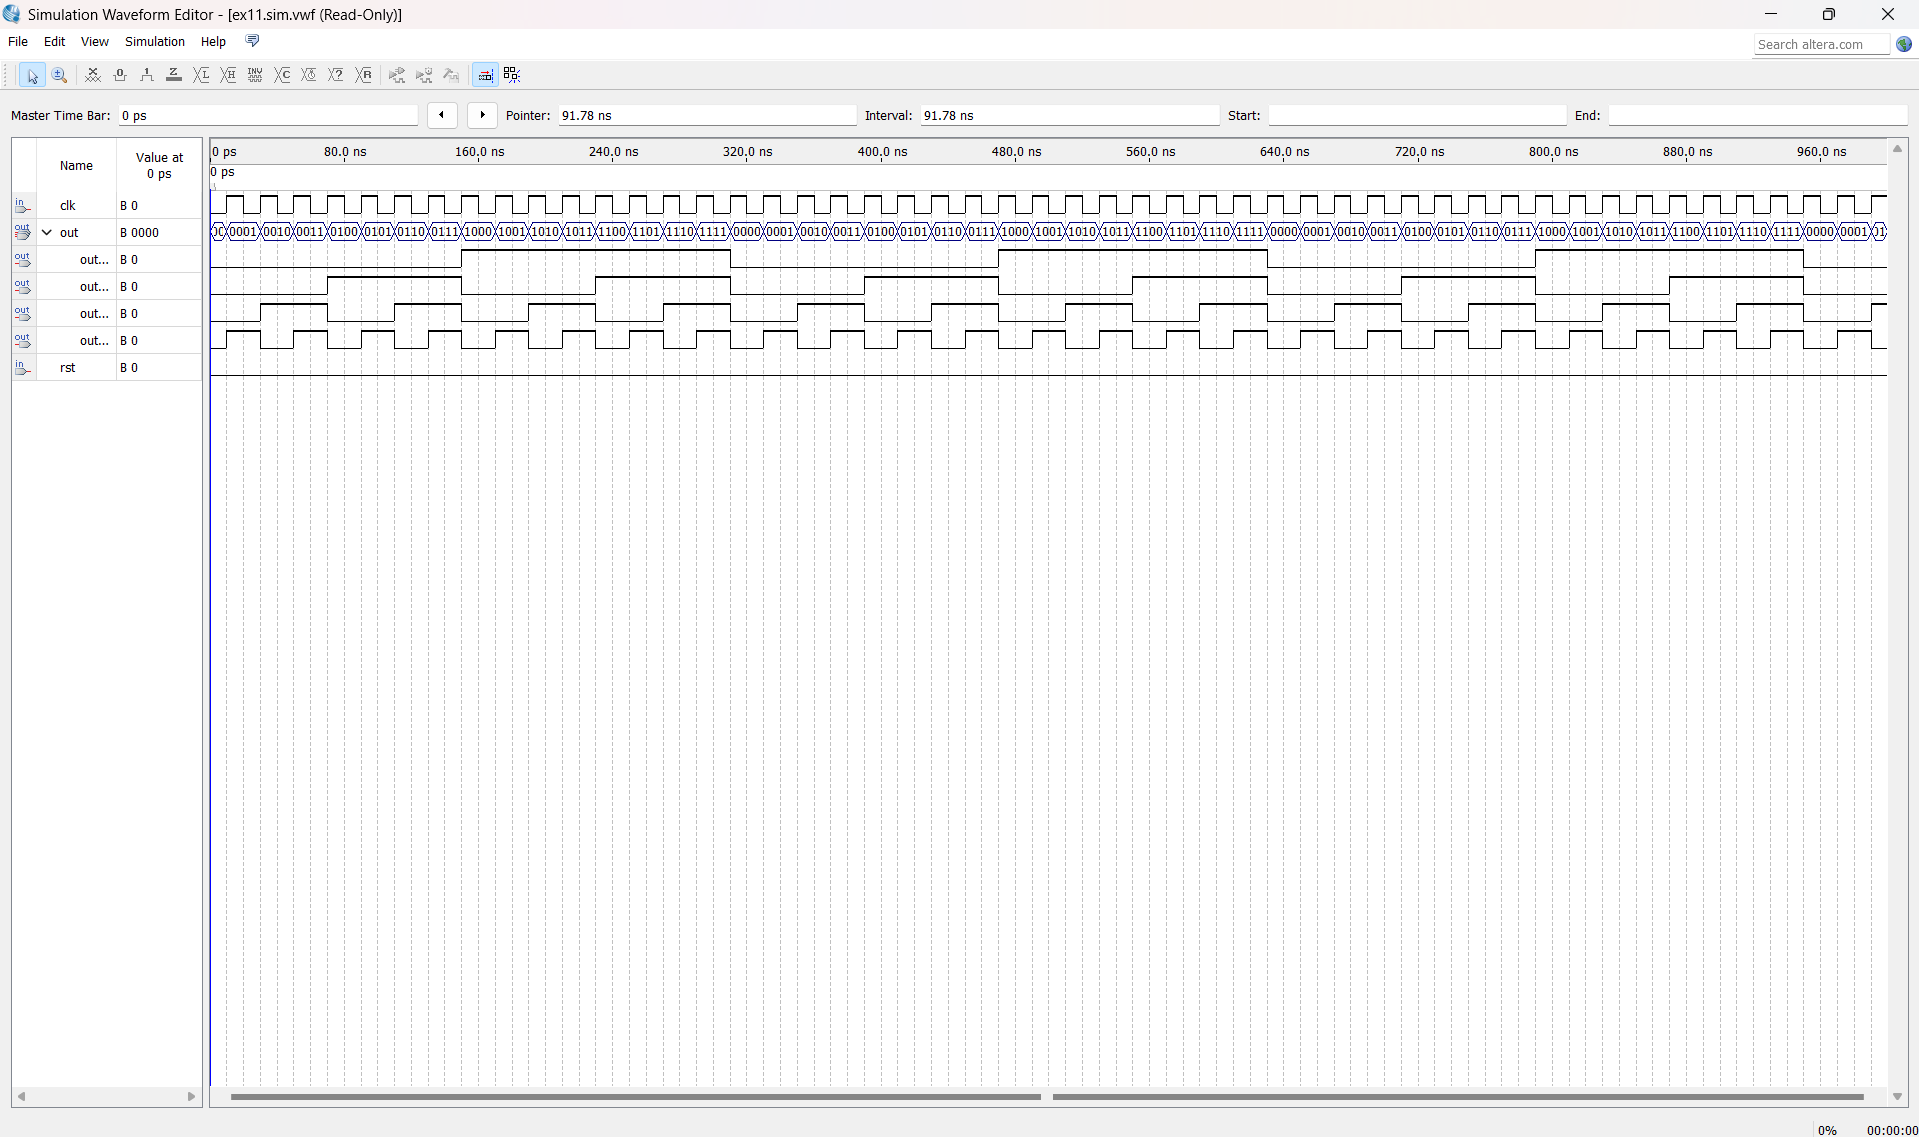 Simulation Waveform Editor - [ex11.sim.vwf (Read-Only)]
File Edit View Simulation Help
Search altera.com
Master Time Bar: 0 ps Pointer: 91.78 ns Interval: 91.78 ns Start: End:
Name Value at 0 ps
0 ps 80.0 ns 160.0 ns 240.0 ns 320.0 ns 400.0 ns 480.0 ns 560.0 ns 640.0 ns 720.0 ns 800.0 ns 880.0 ns 960.0 ns
0 ps
in clk B 0
out out B 0000 0001 0010 0011 0100 0101 0110 0111 1000 1001 1010 1011 1100 1101 1110 1111 0000 0001 0010 0011 0100 0101 0110 0111 1000 1001 1010 1011 1100 1101 1110 1111 0000 0001 0010 0011 0100 0101 0110 0111 1000 1001 1010 1011 1100 1101 1110 1111 0000 0001
out out... B 0
out out... B 0
out out... B 0
out out... B 0
in rst B 0
0% 00:00:00